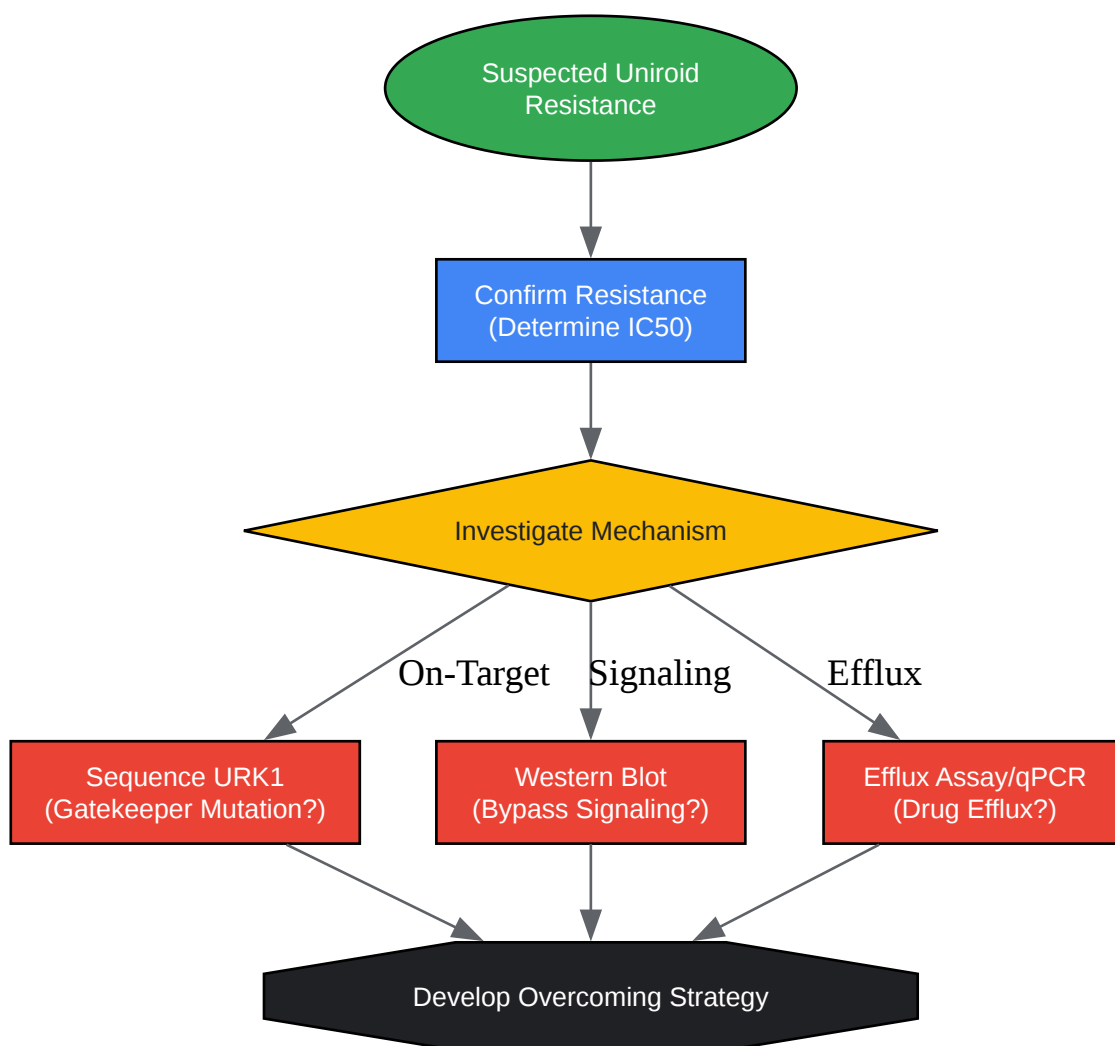 Suspected Uniroid
Resistance
Confirm Resistance
(Determine IC50)
Investigate Mechanism
On-Target
Signaling
Efflux
Sequence URK1
(Gatekeeper Mutation?)
Western Blot
(Bypass Signaling?)
Efflux Assay/qPCR
(Drug Efflux?)
Develop Overcoming Strategy